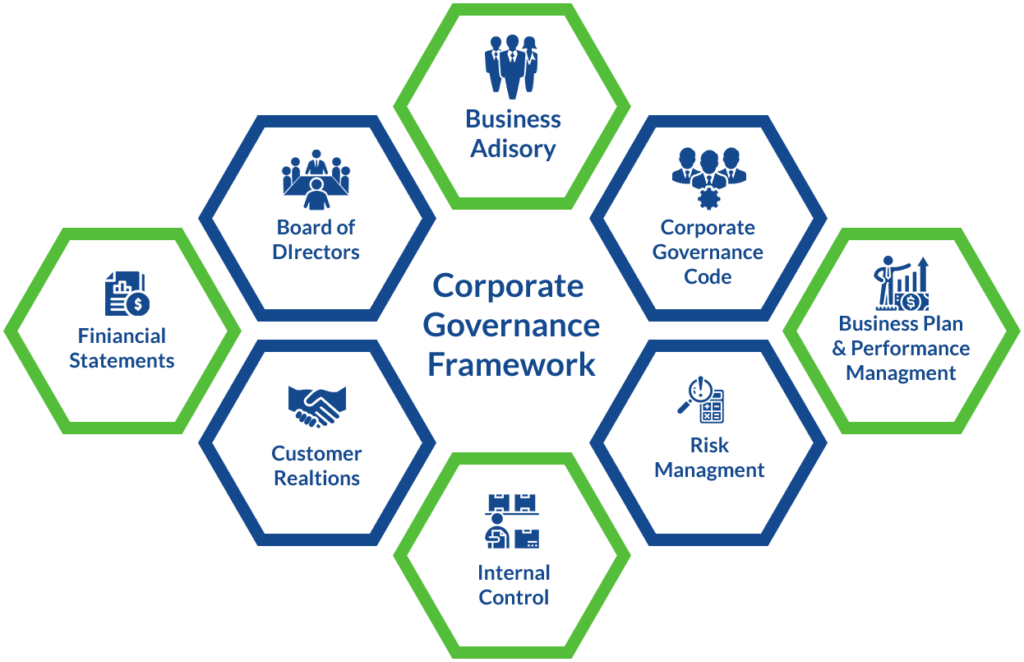 Business
Adisory
Board of
DIrectors
Corporate
Governance
Code
Finiancial
Statements
Corporate
Governance
Framework
Business Plan
& Performance
Managment
Customer
Realtions
Risk
Managment
Internal
Control